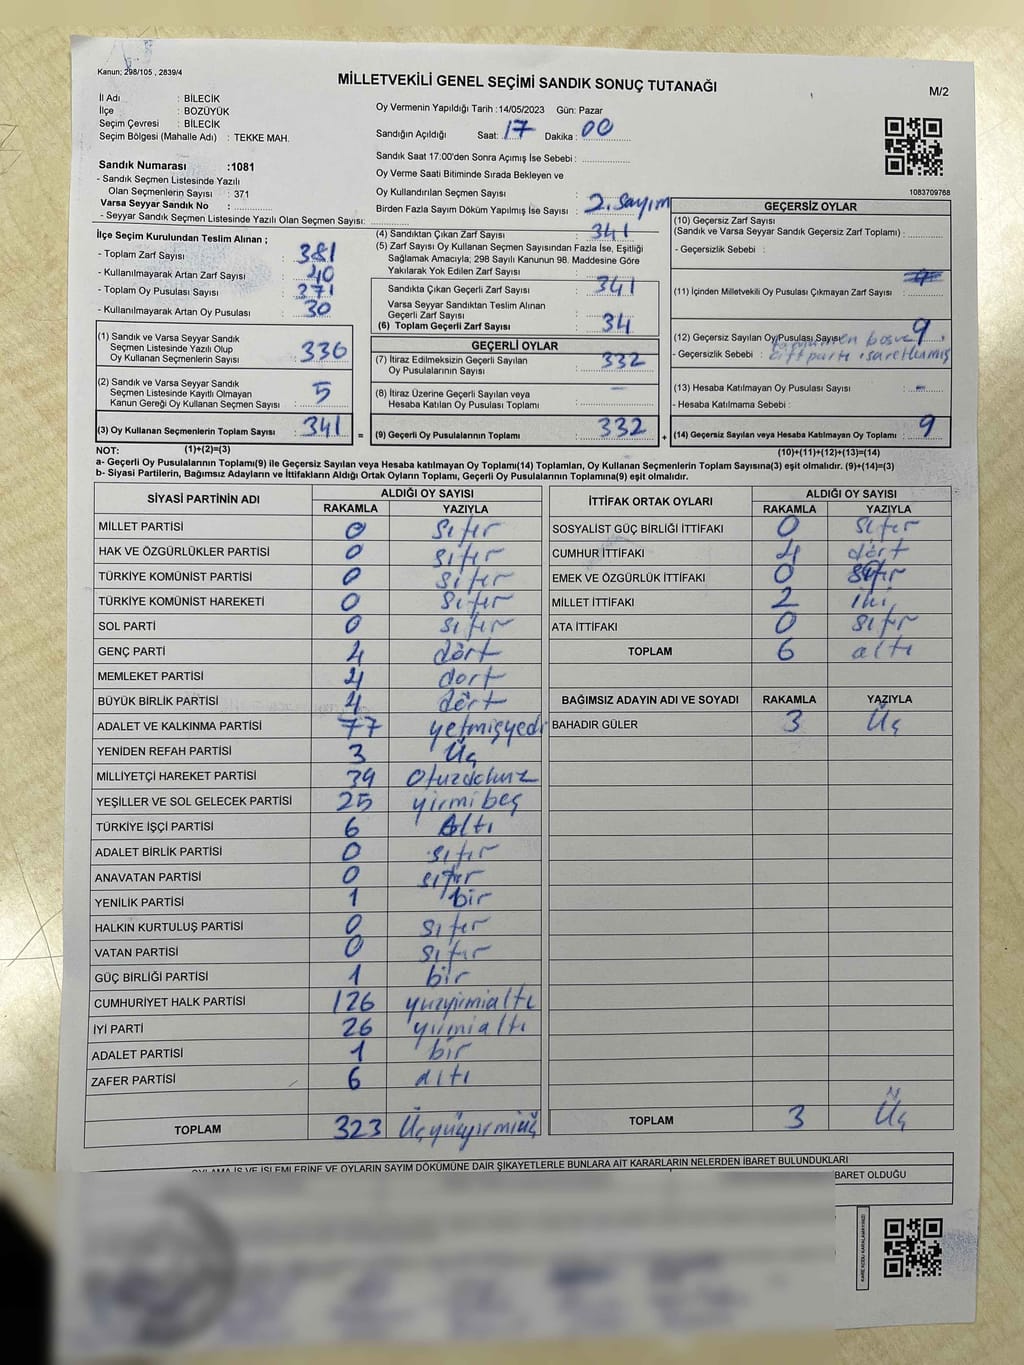 Kanun; 298/105 , 2839/4
MİLLETVEKİLİ GENEL SEÇİMİ SANDIK SONUÇ TUTANAĞI
M/2
İl Adı : BİLECİK
İlçe : BOZÜYÜK
Seçim Çevresi : BİLECİK
Seçim Bölgesi (Mahalle Adı) : TEKKE MAH.
Sandık Numarası :1081
- Sandık Seçmen Listesinde Yazılı
Olan Seçmenlerin Sayısı : 371
Varsa Seyyar Sandık No :
- Seyyar Sandık Seçmen Listesinde Yazılı Olan Seçmen Sayısı:
Oy Vermenin Yapıldığı Tarih :14/05/2023 Gün: Pazar
Sandığın Açıldığı Saat: 17 Dakika : 00
Sandık Saat 17:00'den Sonra Açımış İse Sebebi :
Oy Verme Saati Bitiminde Sırada Bekleyen ve
Oy Kullandırılan Seçmen Sayısı :
Birden Fazla Sayım Döküm Yapılmış İse Sayısı : 2. Sayım
1083709768
İlçe Seçim Kurulundan Teslim Alınan ;
- Toplam Zarf Sayısı : 381
- Kullanılmayarak Artan Zarf Sayısı : 40
- Toplam Oy Pusulası Sayısı : 371
- Kullanılmayarak Artan Oy Pusulası : 30
(1) Sandık ve Varsa Seyyar Sandık
Seçmen Listesinde Yazılı Olup
Oy Kullanan Seçmenlerin Sayısı : 336
(2) Sandık ve Varsa Seyyar Sandık
Seçmen Listesinde Kayıtlı Olmayan
Kanun Gereği Oy Kullanan Seçmen Sayısı : 5
(3) Oy Kullanan Seçmenlerin Toplam Sayısı : 341
=
(4) Sandıktan Çıkan Zarf Sayısı : 341
(5) Zarf Sayısı Oy Kullanan Seçmen Sayısından Fazla İse, Eşitliği
Sağlamak Amacıyla; 298 Sayılı Kanunun 98. Maddesine Göre
Yakılarak Yok Edilen Zarf Sayısı :
Sandıkta Çıkan Geçerli Zarf Sayısı : 341
Varsa Seyyar Sandıktan Teslim Alınan
Geçerli Zarf Sayısı :
(6) Toplam Geçerli Zarf Sayısı : 34
GEÇERLİ OYLAR
(7) İtiraz Edilmeksizin Geçerli Sayılan
Oy Pusulalarının Sayısı : 332
(8) İtiraz Üzerine Geçerli Sayılan veya
Hesaba Katılan Oy Pusulası Toplamı : -
(9) Geçerli Oy Pusulalarının Toplamı : 332
+
GEÇERSİZ OYLAR
(10) Geçersiz Zarf Sayısı
(Sandık ve Varsa Seyyar Sandık Geçersiz Zarf Toplamı) :
- Geçersizlik Sebebi :
(11) İçinden Milletvekili Oy Pusulası Çıkmayan Zarf Sayısı :
(12) Geçersiz Sayılan Oy Pusulası Sayısı : 9
boş ve
- Geçersizlik Sebebi : çift parti işaretlenmiş
(13) Hesaba Katılmayan Oy Pusulası Sayısı : -
- Hesaba Katılmama Sebebi :
(14) Geçersiz Sayılan veya Hesaba Katılmayan Oy Toplamı : 9
NOT: (1)+(2)=(3)
(10)+(11)+(12)+(13)=(14)
a- Geçerli Oy Pusulalarının Toplamı(9) ile Geçersiz Sayılan veya Hesaba katılmayan Oy Toplamı(14) Toplamları, Oy Kullanan Seçmenlerin Toplam Sayısına(3) eşit olmalıdır. (9)+(14)=(3)
b- Siyasi Partilerin, Bağımsız Adayların ve İttifakların Aldığı Ortak Oyların Toplamı, Geçerli Oy Pusulalarının Toplamına(9) eşit olmalıdır.
SİYASİ PARTİNİN ADI ALDIĞI OY SAYISI
RAKAMLA YAZIYLA
MİLLET PARTİSİ 0 sıfır
HAK VE ÖZGÜRLÜKLER PARTİSİ 0 sıfır
TÜRKİYE KOMÜNİST PARTİSİ 0 sıfır
TÜRKİYE KOMÜNİST HAREKETİ 0 sıfır
SOL PARTİ 0 sıfır
GENÇ PARTİ 4 dört
MEMLEKET PARTİSİ 4 dort
BÜYÜK BİRLİK PARTİSİ 4 dört
ADALET VE KALKINMA PARTİSİ 77 yetmişyedi
YENİDEN REFAH PARTİSİ 3 Üç
MİLLİYETÇİ HAREKET PARTİSİ 39 Otuzdokuz
YEŞİLLER VE SOL GELECEK PARTİSİ 25 yirmibeş
TÜRKİYE İŞÇİ PARTİSİ 6 Altı
ADALET BİRLİK PARTİSİ 0 sıfır
ANAVATAN PARTİSİ 0 sıfır
YENİLİK PARTİSİ 1 bir
HALKIN KURTULUŞ PARTİSİ 0 sıfır
VATAN PARTİSİ 0 sıfır
GÜÇ BİRLİĞİ PARTİSİ 1 bir
CUMHURİYET HALK PARTİSİ 126 yuzyirmialtı
İYİ PARTİ 26 yirmialtı
ADALET PARTİSİ 1 bir
ZAFER PARTİSİ 6 altı
TOPLAM 323 Üçyüzyirmiüç
İTTİFAK ORTAK OYLARI ALDIĞI OY SAYISI
RAKAMLA YAZIYLA
SOSYALİST GÜÇ BİRLİĞİ İTTİFAKI 0 sıfır
CUMHUR İTTİFAKI 4 dört
EMEK VE ÖZGÜRLÜK İTTİFAKI 0 sıfır
MİLLET İTTİFAKI 2 iki
ATA İTTİFAKI 0 sıfır
TOPLAM 6 altı
BAĞIMSIZ ADAYIN ADI VE SOYADI RAKAMLA YAZIYLA
BAHADIR GÜLER 3 Üç
TOPLAM 3 Üç
OYLAMA İŞ VE İŞLEMLERİNE VE OYLARIN SAYIM DÖKÜMÜNE DAİR ŞİKAYETLERLE BUNLARA AİT KARARLARIN NELERDEN İBARET BULUNDUKLARI
BARET OLDUĞU